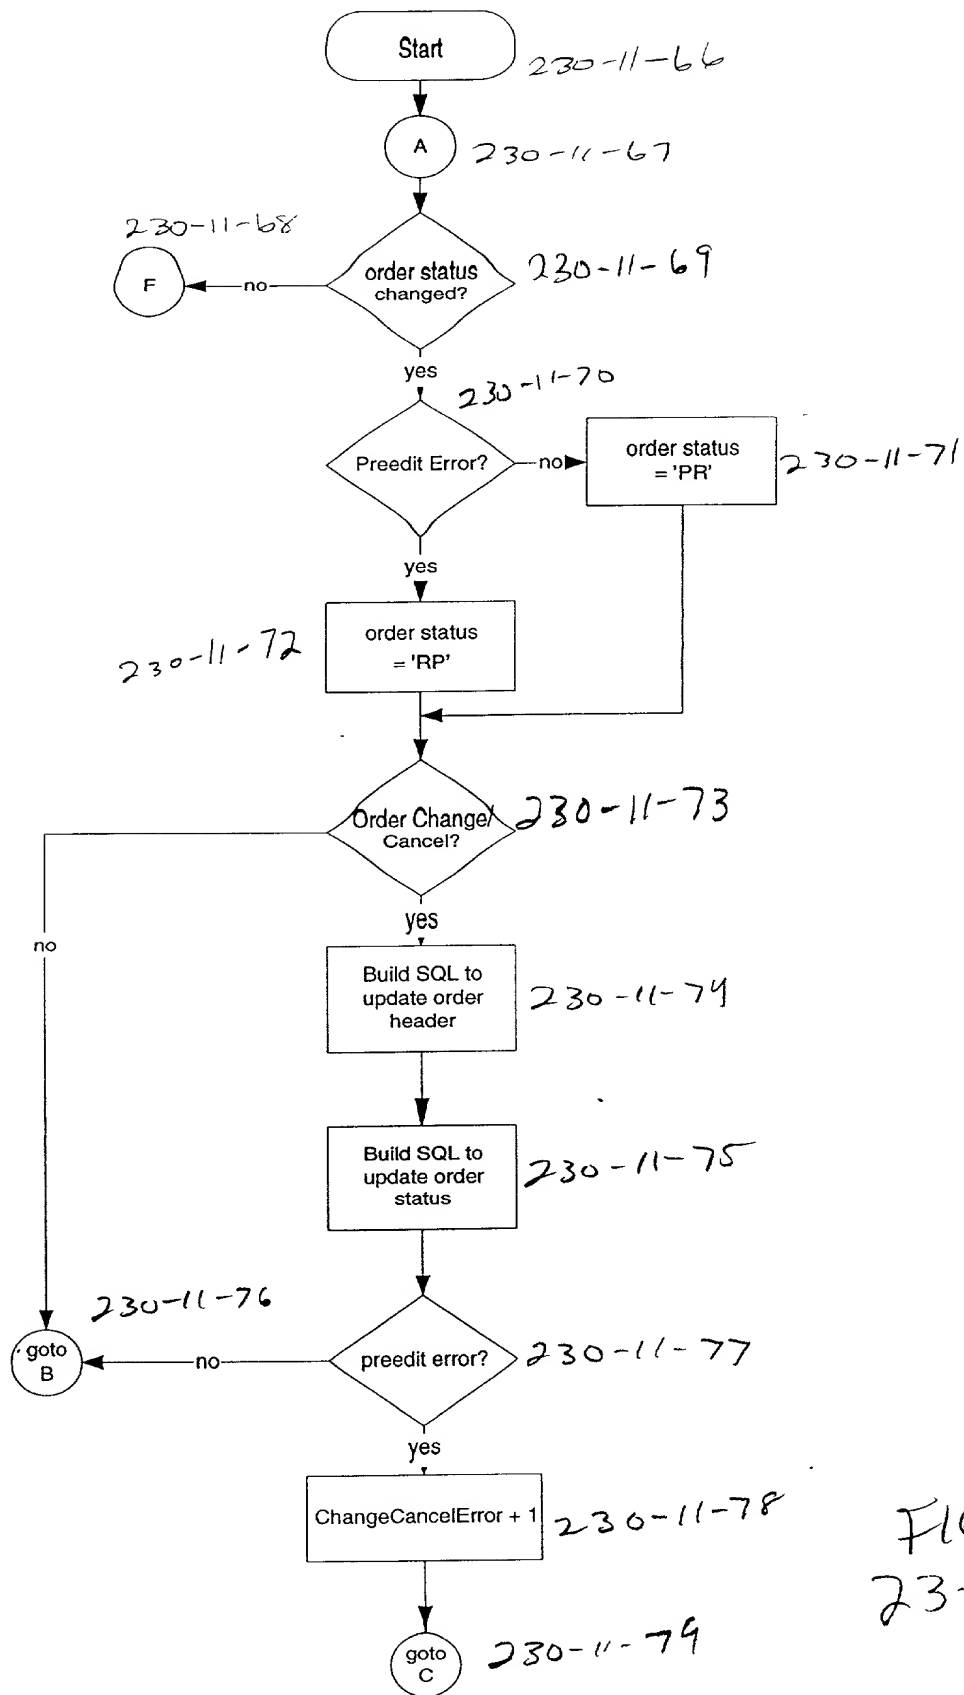 Start
230-11-66
A
230-11-67
230-11-68
F
no
order status
changed?
230-11-69
yes
230-11-70
Preedit Error?
no
order status
= 'PR'
230-11-71
yes
order status
= 'RP'
230-11-72
Order Change/
Cancel?
230-11-73
no
yes
Build SQL to
update order
header
230-11-74
Build SQL to
update order
status
230-11-75
230-11-76
goto
B
no
preedit error?
230-11-77
yes
ChangeCancelError + 1
230-11-78
goto
C
230-11-79